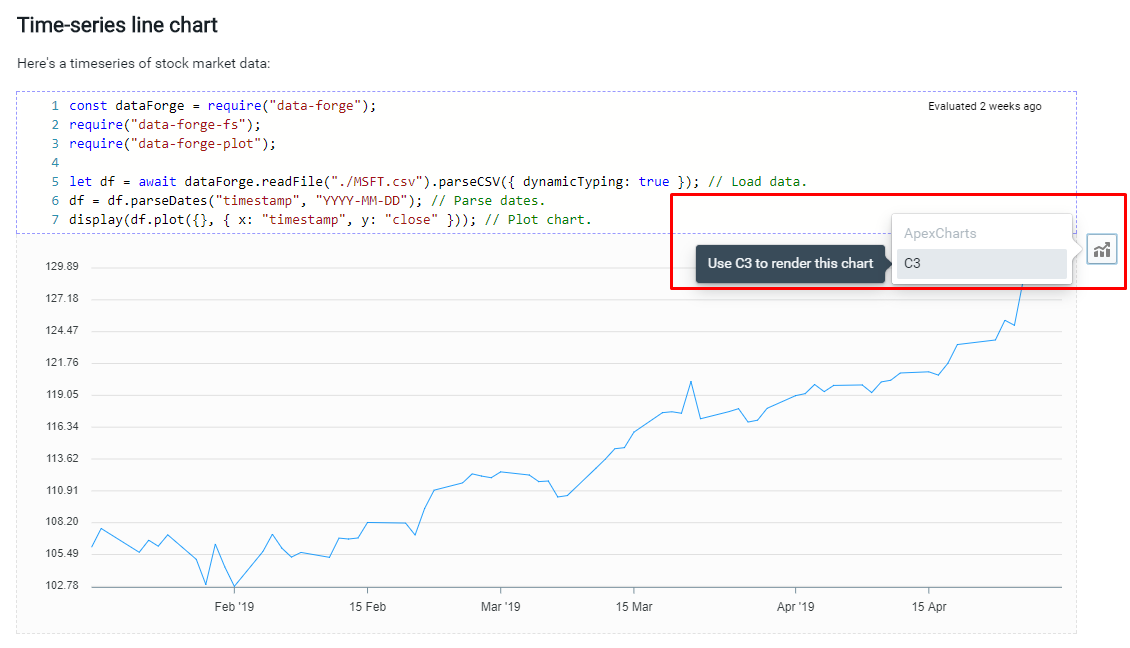 Time-series line chart
Here's a timeseries of stock market data:
1 const dataForge = require("data-forge");
Evaluated 2 weeks ago
2 require("data-forge-fs");
3 require("data-forge-plot");
4
5 let df = await dataForge.readFile("./MSFT.csv").parseCSV({ dynamicTyping: true }); // Load data.
6 df = df.parseDates("timestamp", "YYYY-MM-DD"); // Parse dates.
7 display(df.plot({}, { x: "timestamp", y: "close" })); // Plot chart.
ApexCharts
Use C3 to render this chart
C3
129.89
127.18
124.47
121.76
119.05
116.34
113.62
110.91
108.20
105.49
102.78
Feb '19 15 Feb Mar '19 15 Mar Apr '19 15 Apr